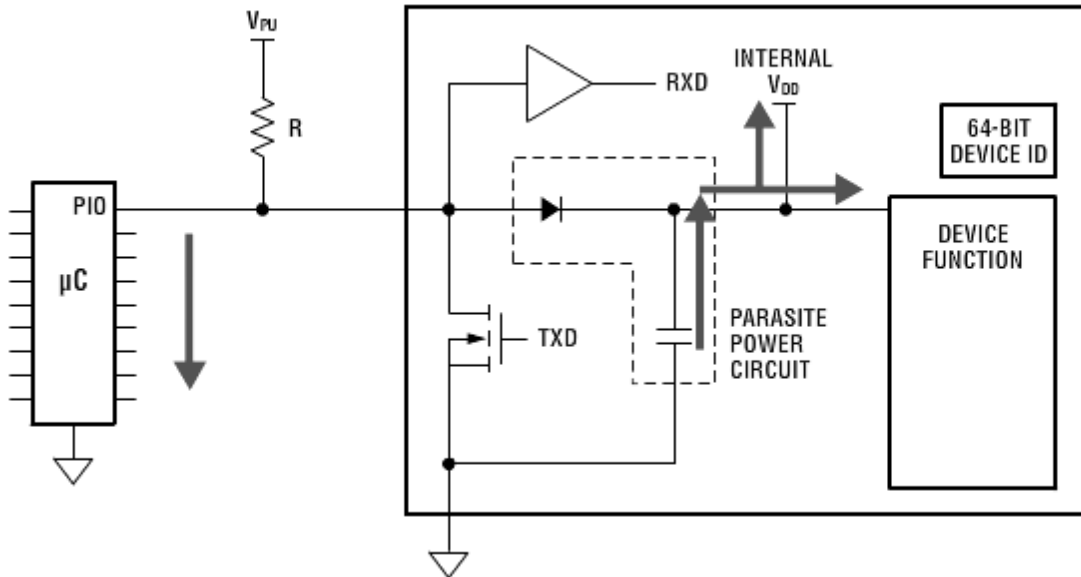 VPU
R
PIO
µC
RXD
INTERNAL
VDD
64-BIT
DEVICE ID
DEVICE
FUNCTION
TXD
PARASITE
POWER
CIRCUIT